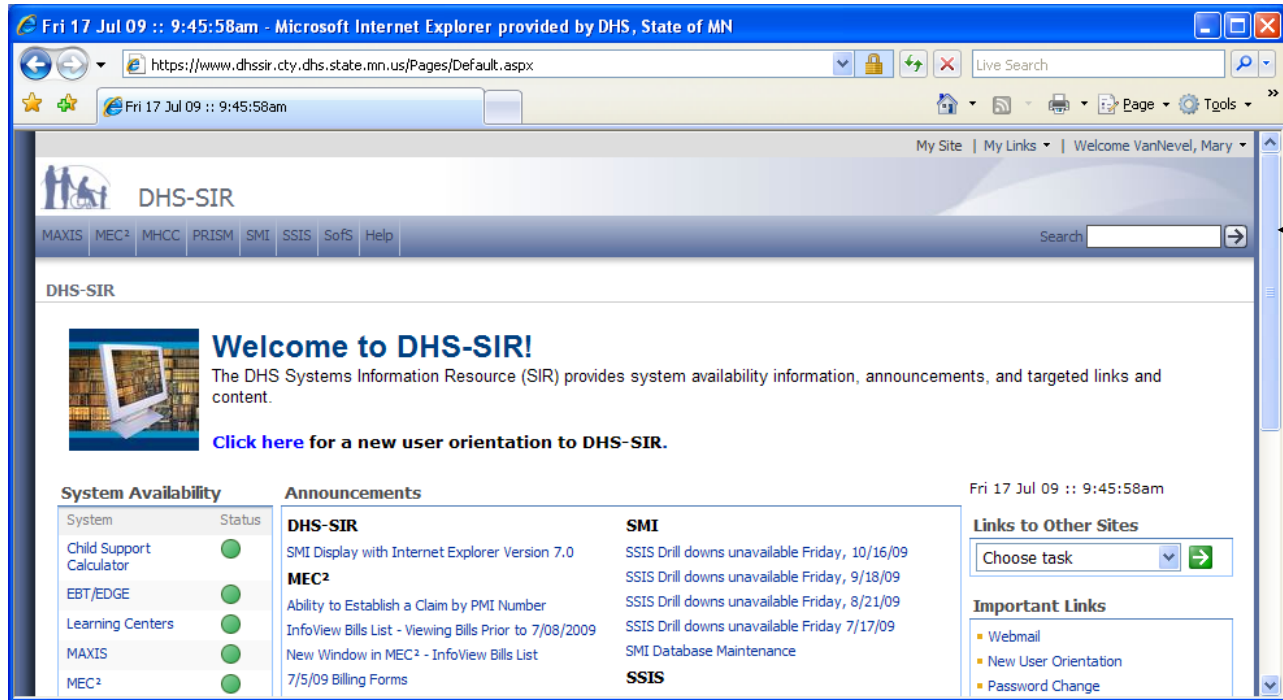 Fri 17 Jul 09 :: 9:45:58am - Microsoft Internet Explorer provided by DHS, State of MN
https://www.dhssir.cty.dhs.state.mn.us/Pages/Default.aspx
Live Search
Fri 17 Jul 09 :: 9:45:58am
Page
Tools
»
My Site | My Links | Welcome VanNevel, Mary
DHS-SIR
MAXIS MEC² MHCC PRISM SMI SSIS SofS Help
Search
DHS-SIR
Welcome to DHS-SIR!
The DHS Systems Information Resource (SIR) provides system availability information, announcements, and targeted links and
content.
Click here for a new user orientation to DHS-SIR.
System Availability
System Status
Child Support
Calculator
EBT/EDGE
Learning Centers
MAXIS
MEC²
Announcements
DHS-SIR
SMI Display with Internet Explorer Version 7.0
MEC²
Ability to Establish a Claim by PMI Number
InfoView Bills List - Viewing Bills Prior to 7/08/2009
New Window in MEC² - InfoView Bills List
7/5/09 Billing Forms
SMI
SSIS Drill downs unavailable Friday, 10/16/09
SSIS Drill downs unavailable Friday, 9/18/09
SSIS Drill downs unavailable Friday, 8/21/09
SSIS Drill downs unavailable Friday 7/17/09
SMI Database Maintenance
SSIS
Fri 17 Jul 09 :: 9:45:58am
Links to Other Sites
Choose task
Important Links
Webmail
New User Orientation
Password Change